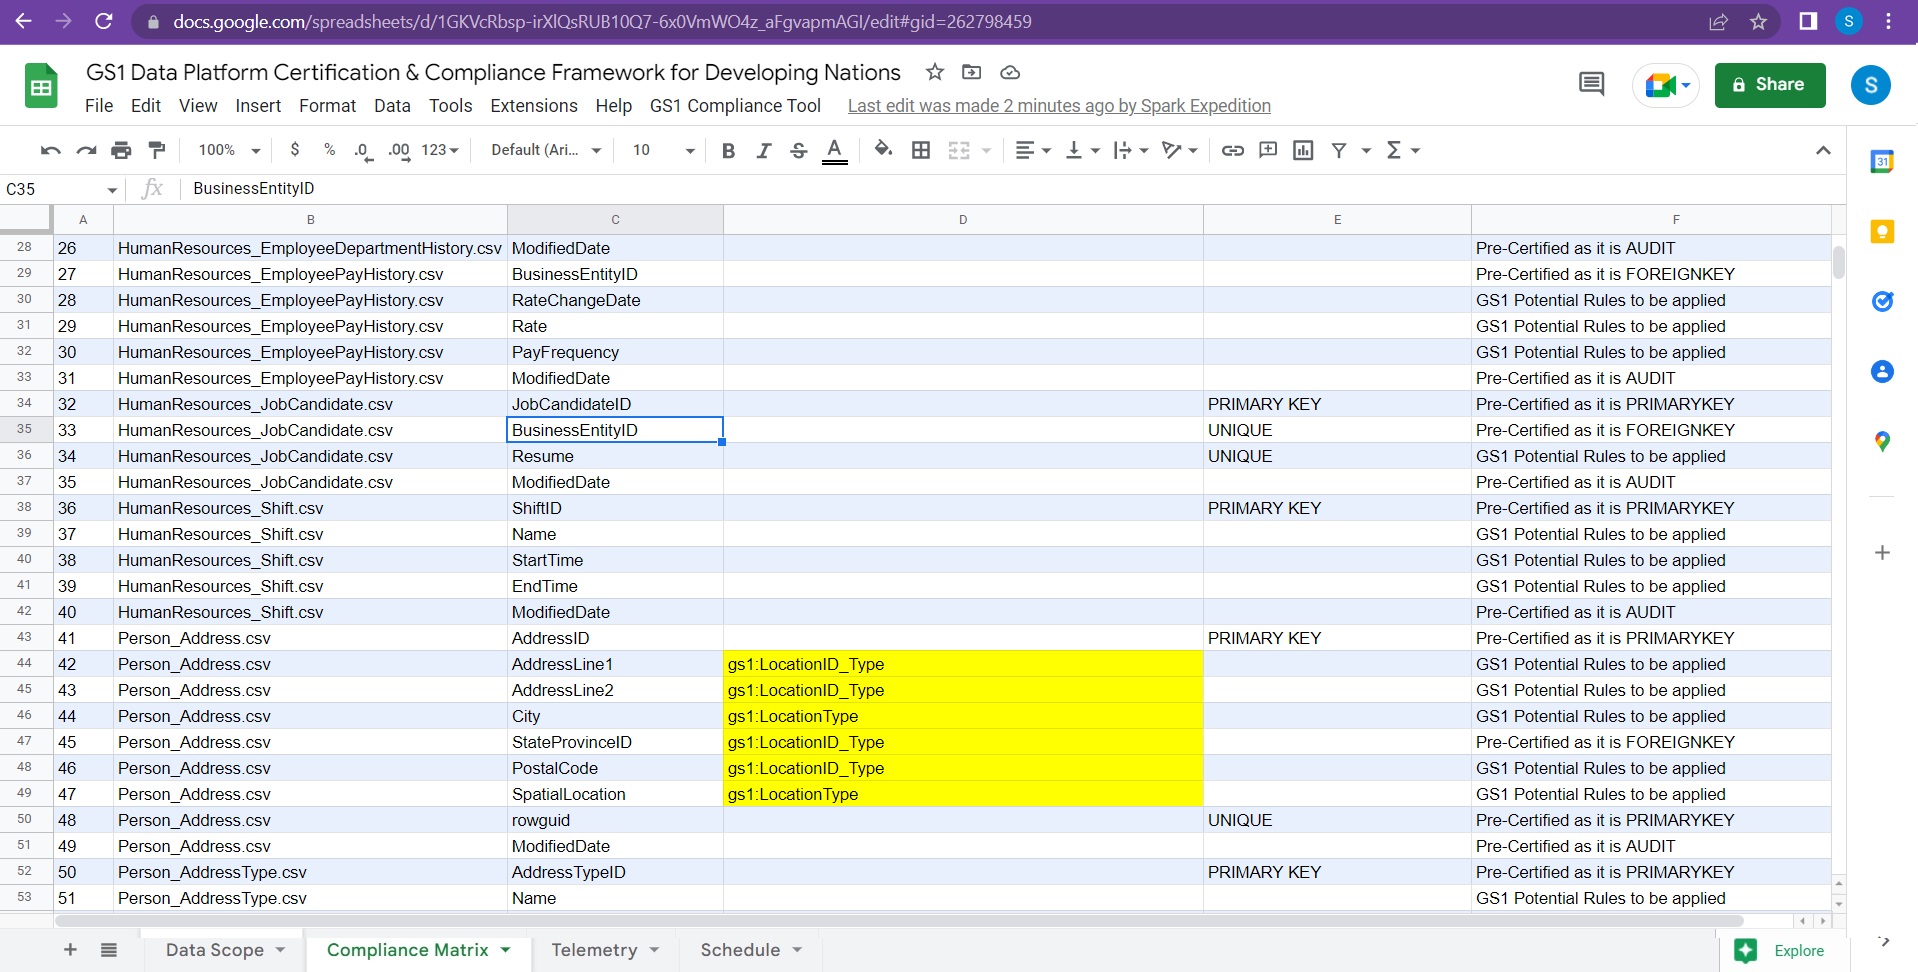 docs.google.com/spreadsheets/d/1GKVcRbsp-irXlQsRUB10Q7-6x0VmWO4z_aFgvapmAGI/edit#gid=262798459
S
GS1 Data Platform Certification & Compliance Framework for Developing Nations
Share
S
File Edit View Insert Format Data Tools Extensions Help GS1 Compliance Tool Last edit was made 2 minutes ago by Spark Expedition
100% $ % .0 .00 123 Default (Ari... 10 B I S A Σ
31
C35 fx BusinessEntityID
A B C D E F
28 26 HumanResources_EmployeeDepartmentHistory.csv ModifiedDate Pre-Certified as it is AUDIT
29 27 HumanResources_EmployeePayHistory.csv BusinessEntityID Pre-Certified as it is FOREIGNKEY
30 28 HumanResources_EmployeePayHistory.csv RateChangeDate GS1 Potential Rules to be applied
31 29 HumanResources_EmployeePayHistory.csv Rate GS1 Potential Rules to be applied
32 30 HumanResources_EmployeePayHistory.csv PayFrequency GS1 Potential Rules to be applied
33 31 HumanResources_EmployeePayHistory.csv ModifiedDate Pre-Certified as it is AUDIT
34 32 HumanResources_JobCandidate.csv JobCandidateID PRIMARY KEY Pre-Certified as it is PRIMARYKEY
35 33 HumanResources_JobCandidate.csv BusinessEntityID UNIQUE Pre-Certified as it is FOREIGNKEY
36 34 HumanResources_JobCandidate.csv Resume UNIQUE GS1 Potential Rules to be applied
37 35 HumanResources_JobCandidate.csv ModifiedDate Pre-Certified as it is AUDIT
38 36 HumanResources_Shift.csv ShiftID PRIMARY KEY Pre-Certified as it is PRIMARYKEY
39 37 HumanResources_Shift.csv Name GS1 Potential Rules to be applied
40 38 HumanResources_Shift.csv StartTime GS1 Potential Rules to be applied
41 39 HumanResources_Shift.csv EndTime GS1 Potential Rules to be applied
42 40 HumanResources_Shift.csv ModifiedDate Pre-Certified as it is AUDIT
43 41 Person_Address.csv AddressID PRIMARY KEY Pre-Certified as it is PRIMARYKEY
44 42 Person_Address.csv AddressLine1 gs1:LocationID_Type GS1 Potential Rules to be applied
45 43 Person_Address.csv AddressLine2 gs1:LocationID_Type GS1 Potential Rules to be applied
46 44 Person_Address.csv City gs1:LocationType GS1 Potential Rules to be applied
47 45 Person_Address.csv StateProvinceID gs1:LocationID_Type Pre-Certified as it is FOREIGNKEY
48 46 Person_Address.csv PostalCode gs1:LocationID_Type GS1 Potential Rules to be applied
49 47 Person_Address.csv SpatialLocation gs1:LocationType GS1 Potential Rules to be applied
50 48 Person_Address.csv rowguid UNIQUE Pre-Certified as it is PRIMARYKEY
51 49 Person_Address.csv ModifiedDate Pre-Certified as it is AUDIT
52 50 Person_AddressType.csv AddressTypeID PRIMARY KEY Pre-Certified as it is PRIMARYKEY
53 51 Person_AddressType.csv Name GS1 Potential Rules to be applied
Data Scope Compliance Matrix Telemetry Schedule Explore